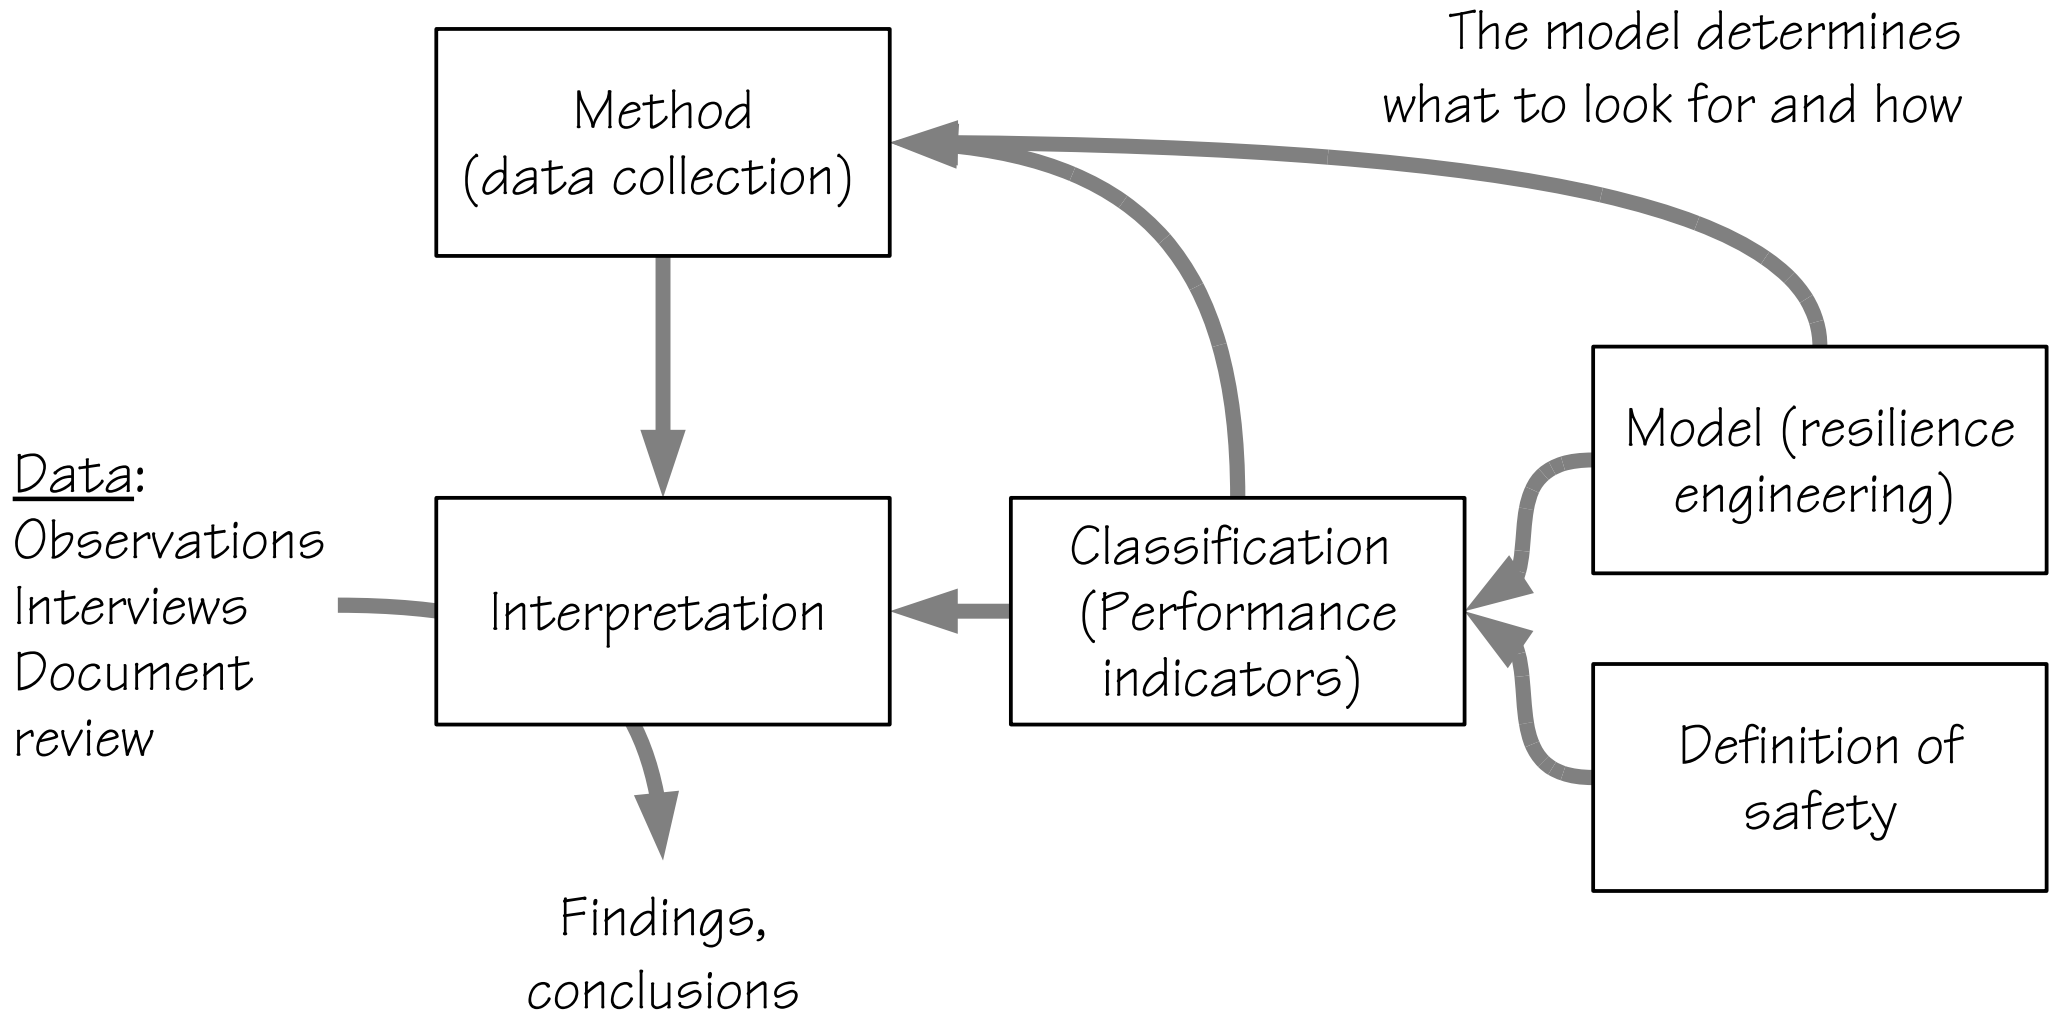 The model determines
what to look for and how
Method
(data collection)
Model (resilience
engineering)
Data:
Observations
Interviews
Document
review
Interpretation
Classification
(Performance
indicators)
Definition of
safety
Findings,
conclusions